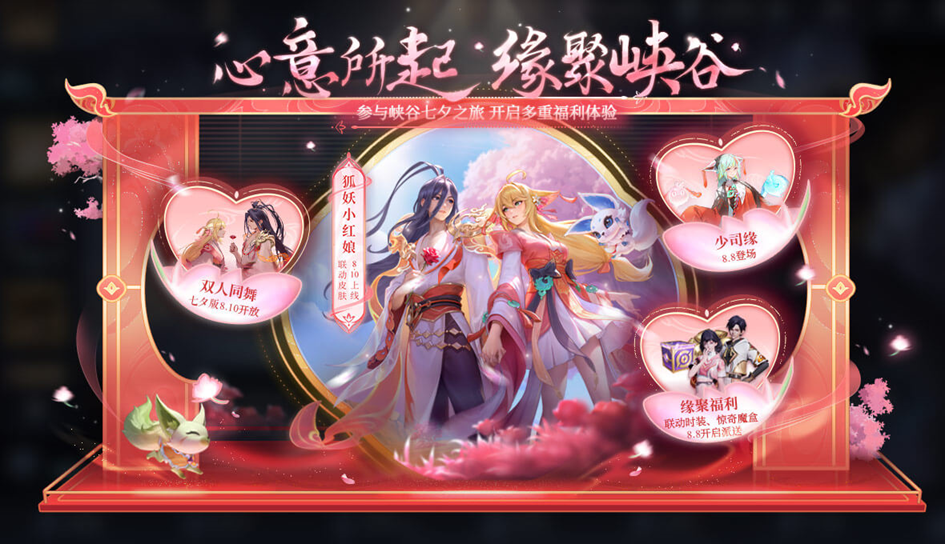 心意所起·缘聚峡谷
参与峡谷七夕之旅 开启多重福利体验
狐妖小红娘
联动皮肤
8.10上线
双人同舞
七夕版8.10开放
少司缘
8.8登场
缘聚福利
联动时装、惊奇魔盒
8.8开启派送